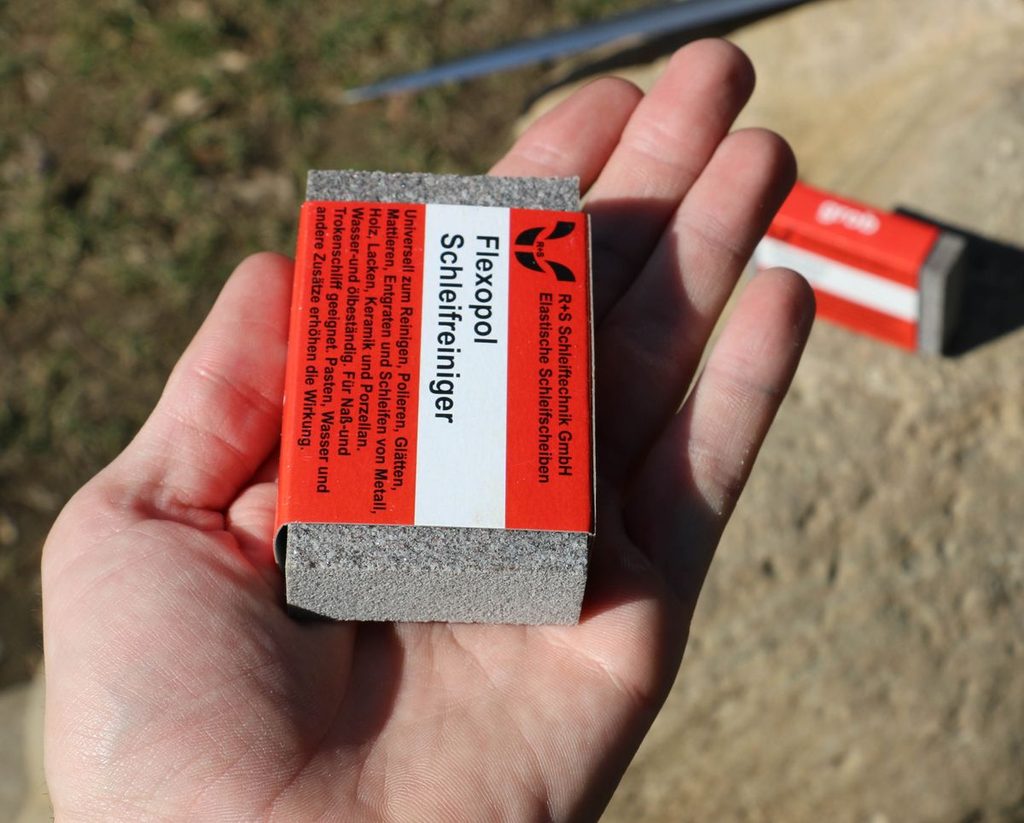 R+S
R+S Schleiftechnik GmbH
Elastische Schleifscheiben
Flexopol
Schleifreiniger
Universell zum Reinigen, Polieren, Glätten,
Mattieren, Entgraten und Schleifen von Metall,
Holz, Lacken, Keramik und Porzellan.
Wasser-und ölbeständig. Für Naß-und
Trokenschliff geeignet. Pasten, Wasser und
andere Zusätze erhöhen die Wirkung.
grob